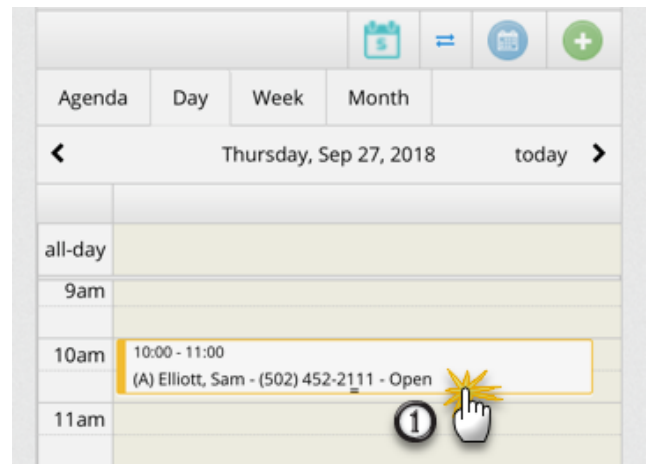 S
Agenda Day Week Month
Thursday, Sep 27, 2018 today
all-day
9am
10am
10:00 - 11:00
(A) Elliott, Sam - (502) 452-2111 - Open
1
11am